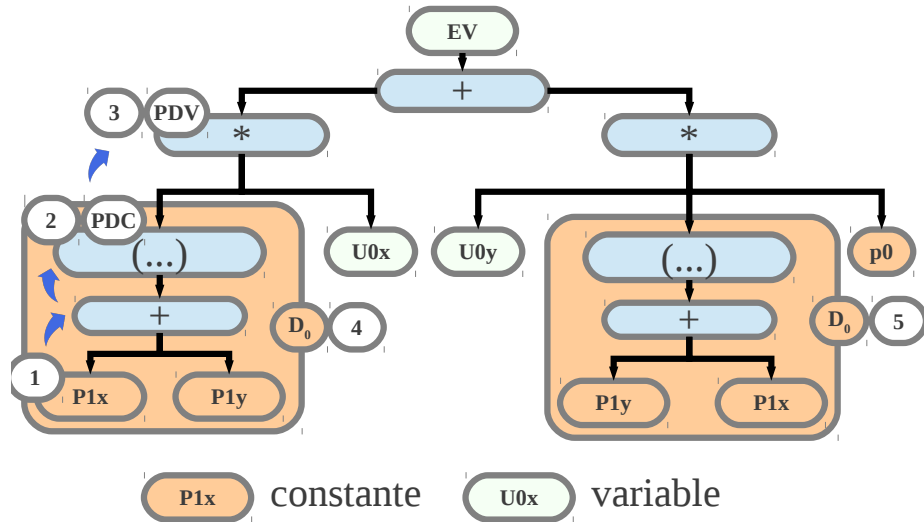 EV
+
3 PDV * *
2 PDC
(...) U0x U0y (...) p0
+ D₀ 4 + D₀ 5
1
P1x P1y P1y P1x
P1x constante U0x variable